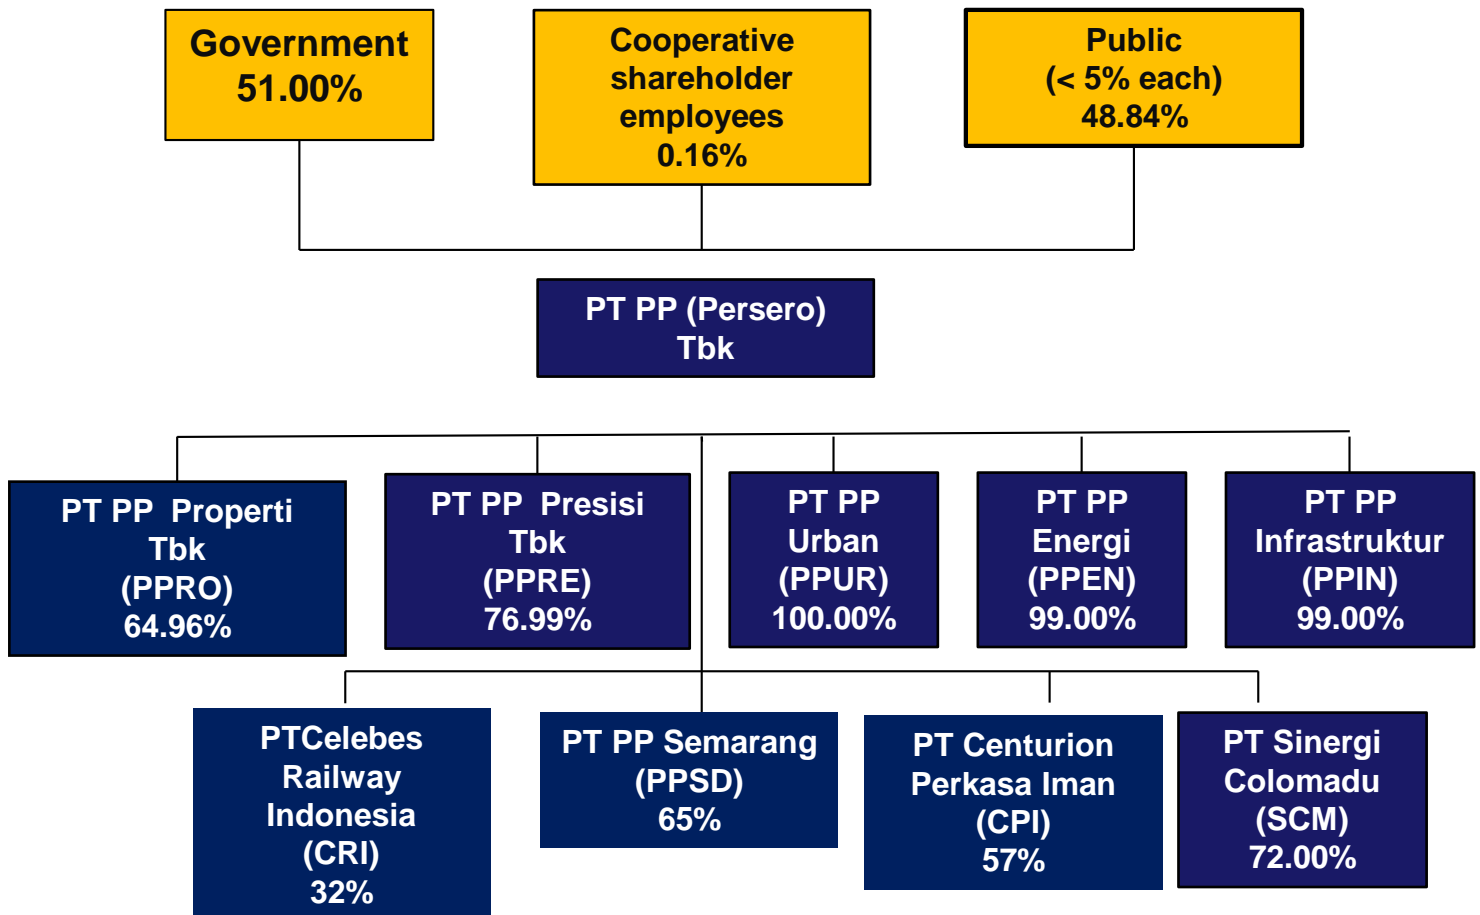 Government
51.00%
Cooperative
shareholder
employees
0.16%
Public
(< 5% each)
48.84%
PT PP (Persero)
Tbk
PT PP Properti
Tbk
(PPRO)
64.96%
PT PP Presisi
Tbk
(PPRE)
76.99%
PT PP
Urban
(PPUR)
100.00%
PT PP
Energi
(PPEN)
99.00%
PT PP
Infrastruktur
(PPIN)
99.00%
PTCelebes
Railway
Indonesia
(CRI)
32%
PT PP Semarang
(PPSD)
65%
PT Centurion
Perkasa Iman
(CPI)
57%
PT Sinergi
Colomadu
(SCM)
72.00%